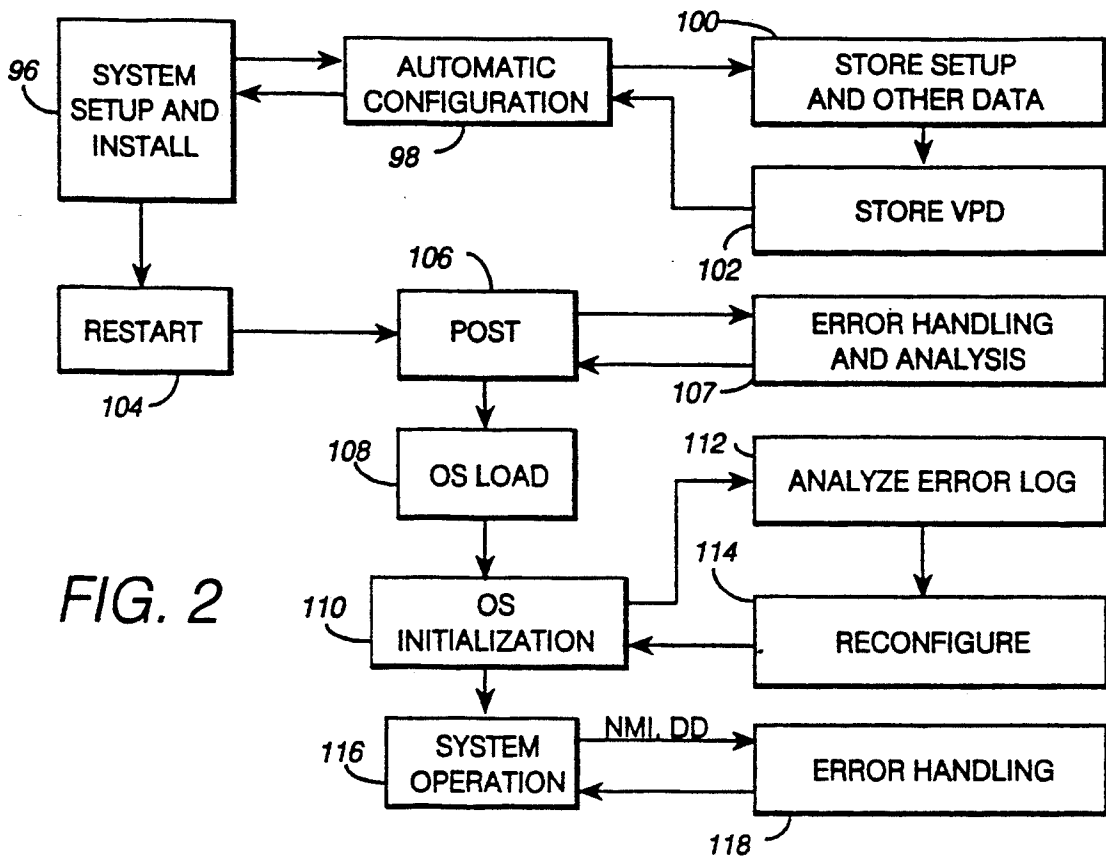 100
96
SYSTEM
SETUP AND
INSTALL
AUTOMATIC
CONFIGURATION
98
STORE SETUP
AND OTHER DATA
STORE VPD
102
106
RESTART
104
POST
ERROR HANDLING
AND ANALYSIS
107
108
OS LOAD
112
ANALYZE ERROR LOG
FIG. 2
110
OS
INITIALIZATION
114
RECONFIGURE
116
SYSTEM
OPERATION
NMI, DD
ERROR HANDLING
118